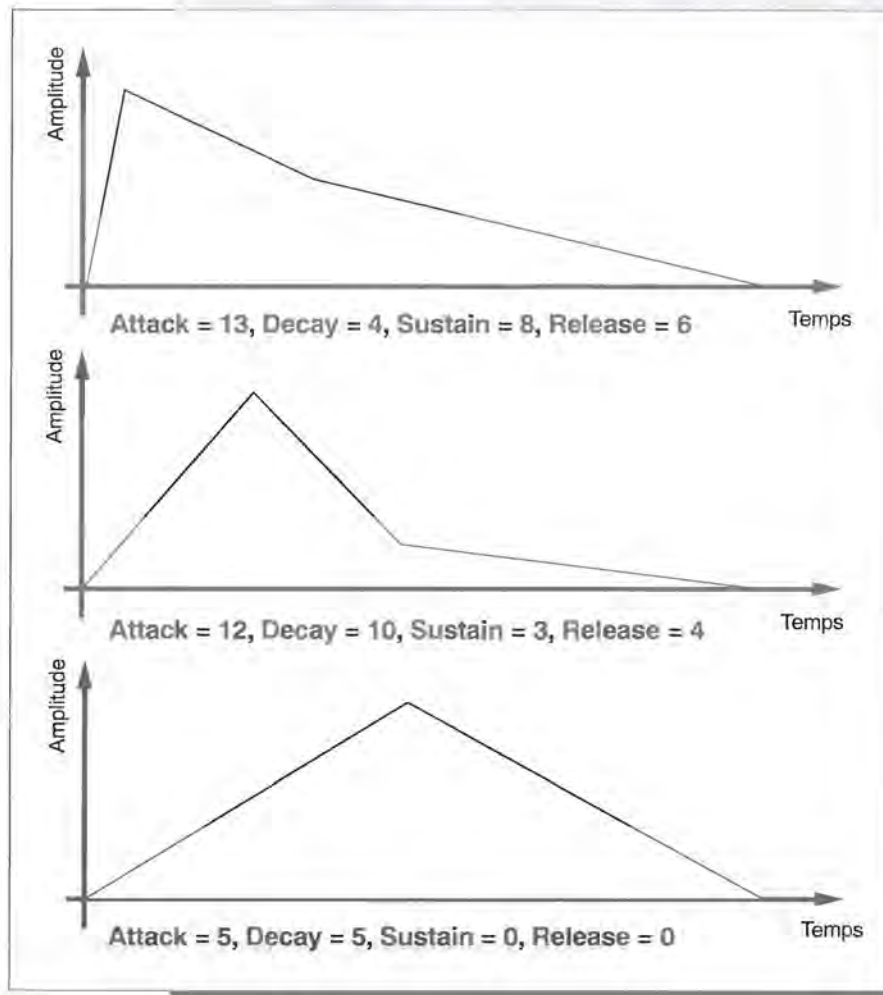 Amplitude
Temps
Attack = 13, Decay = 4, Sustain = 8, Release = 6
Amplitude
Temps
Attack = 12, Decay = 10, Sustain = 3, Release = 4
Amplitude
Temps
Attack = 5, Decay = 5, Sustain = 0, Release = 0